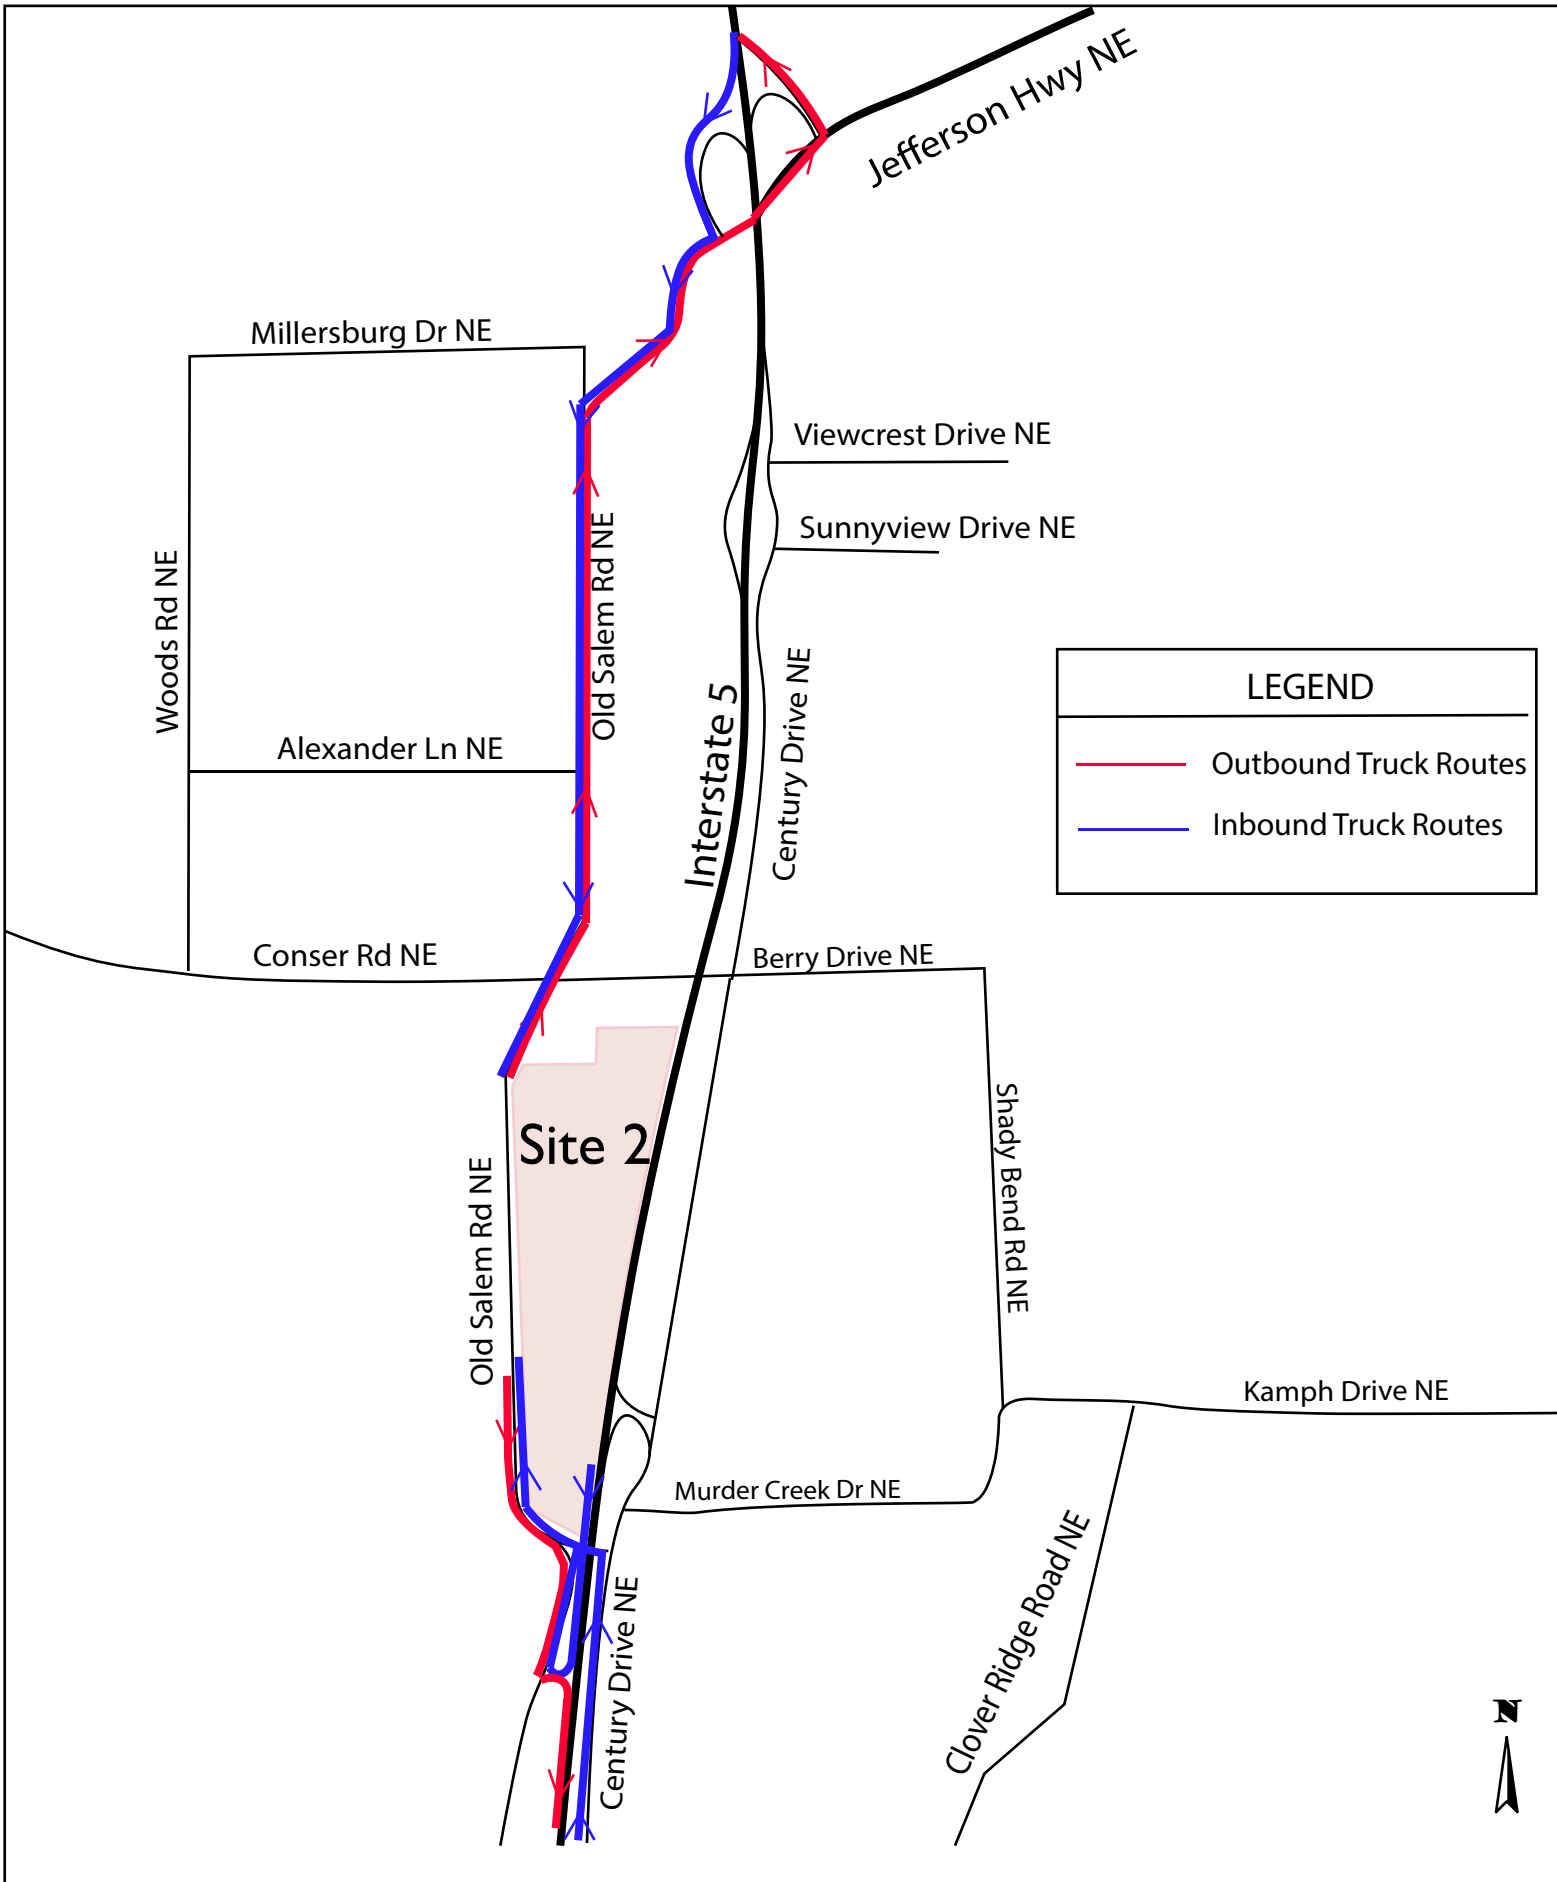 Jefferson Hwy NE
Millersburg Dr NE
Viewcrest Drive NE
Sunnyview Drive NE
Woods Rd NE
Old Salem Rd NE
Century Drive NE
Interstate 5
LEGEND
Outbound Truck Routes
Inbound Truck Routes
Alexander Ln NE
Conser Rd NE
Berry Drive NE
Site 2
Shady Bend Rd NE
Old Salem Rd NE
Kamph Drive NE
Murder Creek Dr NE
Clover Ridge Road NE
Century Drive NE
N